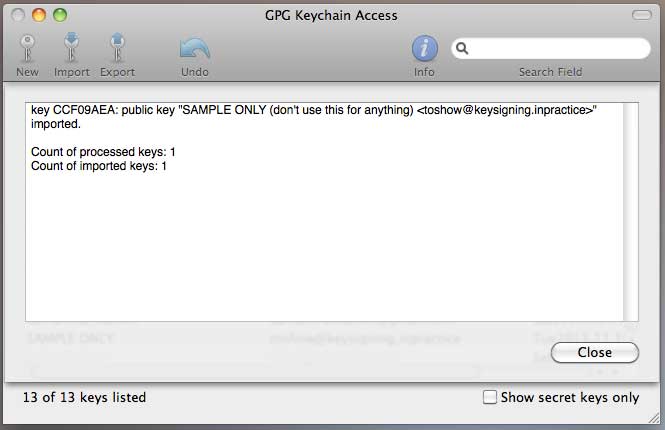 GPG Keychain Access
New Import Export Undo Info Search Field
key CCF09AEA: public key "SAMPLE ONLY (don't use this for anything) <toshow@keysigning.inpractice>"
imported.
Count of processed keys: 1
Count of imported keys: 1
SAMPLE ONLY
Close
13 of 13 keys listed Show secret keys only